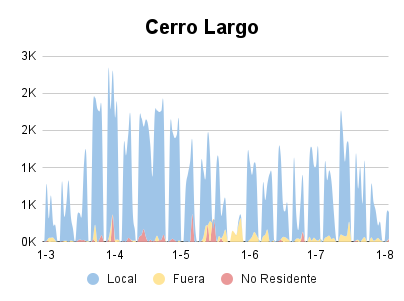 Cerro Largo
3K
2K
2K
1K
1K
0K
1-3 1-4 1-5 1-6 1-7 1-8
Local Fuera No Residente